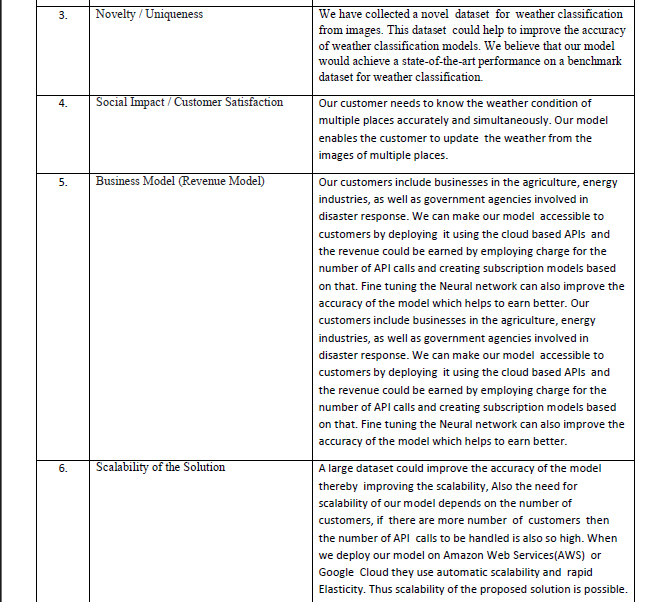 3. Novelty / Uniqueness We have collected a novel dataset for weather classification
from images. This dataset could help to improve the accuracy
of weather classification models. We believe that our model
would achieve a state-of-the-art performance on a benchmark
dataset for weather classification.
4. Social Impact / Customer Satisfaction Our customer needs to know the weather condition of
multiple places accurately and simultaneously. Our model
enables the customer to update the weather from the
images of multiple places.
5. Business Model (Revenue Model) Our customers include businesses in the agriculture, energy
industries, as well as government agencies involved in
disaster response. We can make our model accessible to
customers by deploying it using the cloud based APIs and
the revenue could be earned by employing charge for the
number of API calls and creating subscription models based
on that. Fine tuning the Neural network can also improve the
accuracy of the model which helps to earn better. Our
customers include businesses in the agriculture, energy
industries, as well as government agencies involved in
disaster response. We can make our model accessible to
customers by deploying it using the cloud based APIs and
the revenue could be earned by employing charge for the
number of API calls and creating subscription models based
on that. Fine tuning the Neural network can also improve the
accuracy of the model which helps to earn better.
6. Scalability of the Solution A large dataset could improve the accuracy of the model
thereby improving the scalability, Also the need for
scalability of our model depends on the number of
customers, if there are more number of customers then
the number of API calls to be handled is also so high. When
we deploy our model on Amazon Web Services(AWS) or
Google Cloud they use automatic scalability and rapid
Elasticity. Thus scalability of the proposed solution is possible.